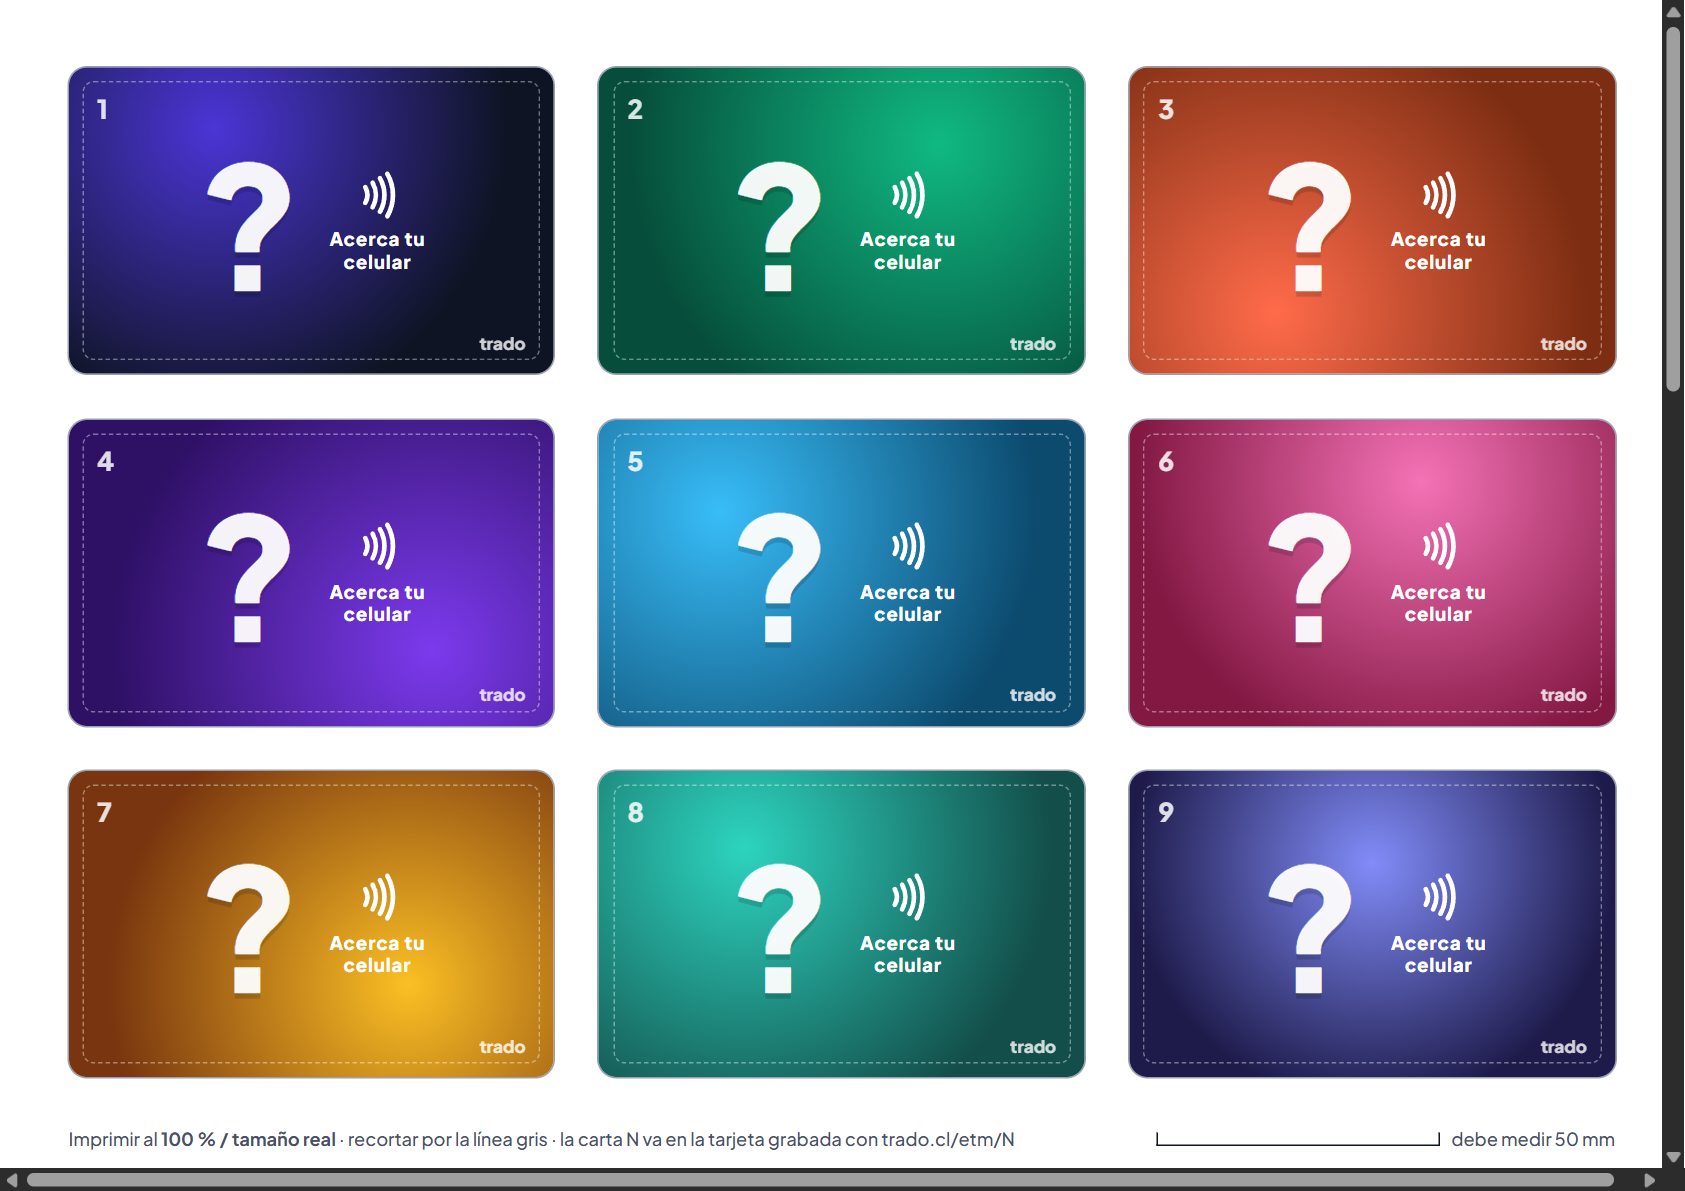 1
?
Acerca tu
celular
trado
2
?
Acerca tu
celular
trado
3
?
Acerca tu
celular
trado
4
?
Acerca tu
celular
trado
5
?
Acerca tu
celular
trado
6
?
Acerca tu
celular
trado
7
?
Acerca tu
celular
trado
8
?
Acerca tu
celular
trado
9
?
Acerca tu
celular
trado
Imprimir al 100 % / tamaño real · recortar por la línea gris · la carta N va en la tarjeta grabada con trado.cl/etm/N
debe medir 50 mm